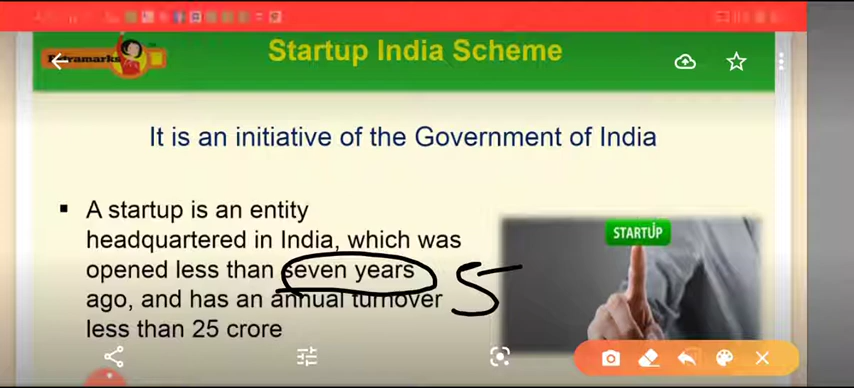 Startup India Scheme
It is an initiative of the Government of India
▪ A startup is an entity
headquartered in India, which was
opened less than seven years
ago, and has an annual turnover
less than 25 crore
5
STARTUP